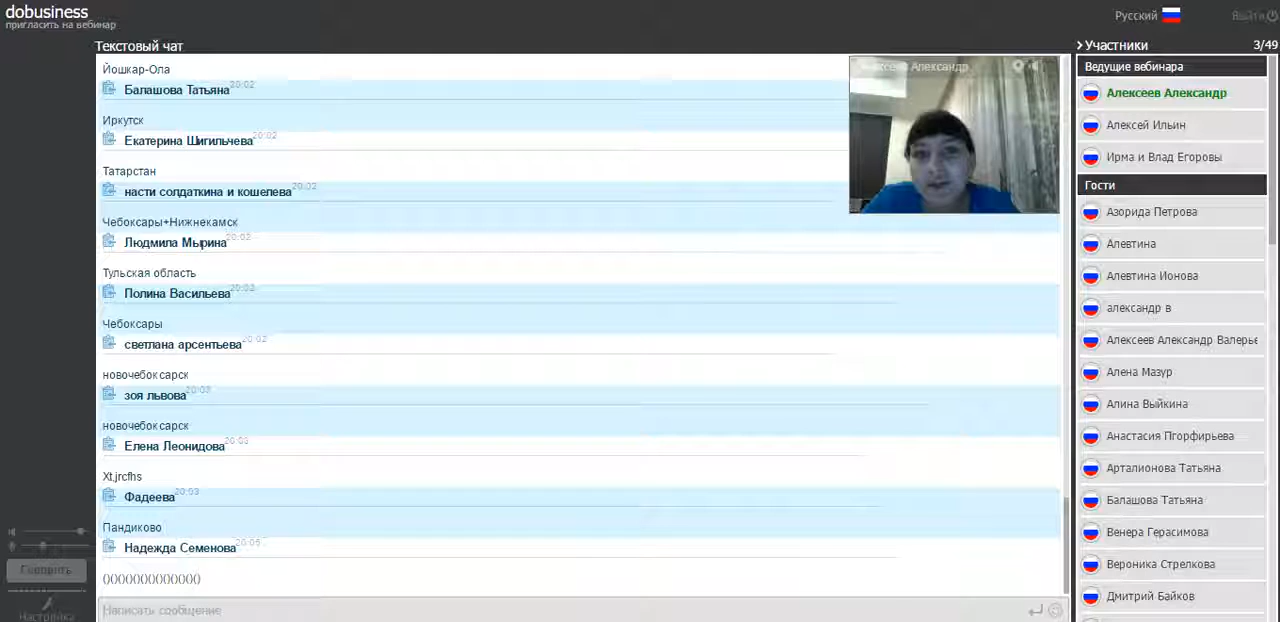 dobusiness
пригласить на вебинар
Русский
Выйти
Текстовый чат
Участники 3/49
Йошкар-Ола
Балашова Татьяна 20:02
Иркутск
Екатерина Шигильчева 20:02
Татарстан
насти солдаткина и кошелева 20:02
Чебоксары+Нижнекамск
Людмила Мырина 20:02
Тульская область
Полина Васильева 20:02
Чебоксары
светлана арсентьева 20:02
новочебоксарск
зоя львова 20:03
новочебоксарск
Елена Леонидова 20:03
Xt,jrcfhs
Фадеева 20:03
Пандиково
Надежда Семенова 20:05
()()()()()()()()()()()()()()
Написать сообщение
Александр
Ведущие вебинара
Алексеев Александр
Алексей Ильин
Ирма и Влад Егоровы
Гости
Азорида Петрова
Алевтина
Алевтина Ионова
александр в
Алексеев Александр Валерье
Алена Мазур
Алина Выйкина
Анастасия Пгорфирьева
Арталионова Татьяна
Балашова Татьяна
Венера Герасимова
Вероника Стрелкова
Дмитрий Байков
Говорить
Настройка